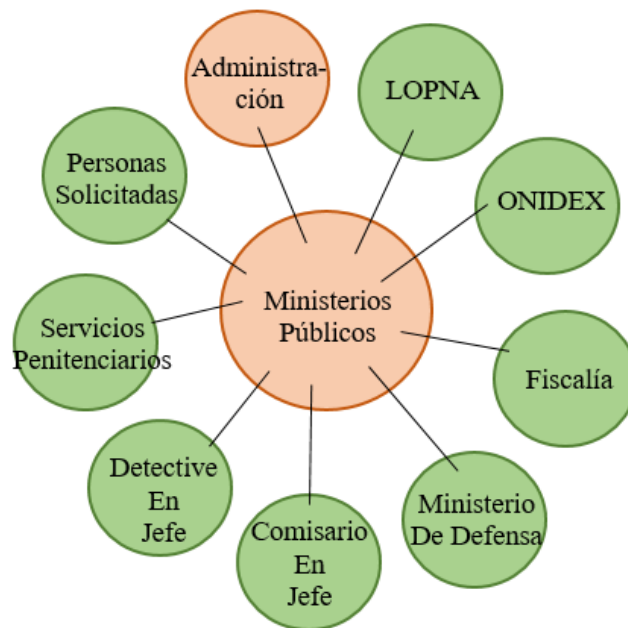 Administra-
ción
LOPNA
Personas
Solicitadas
ONIDEX
Ministerios
Públicos
Servicios
Penitenciarios
Fiscalía
Detective
En
Jefe
Ministerio
De Defensa
Comisario
En
Jefe